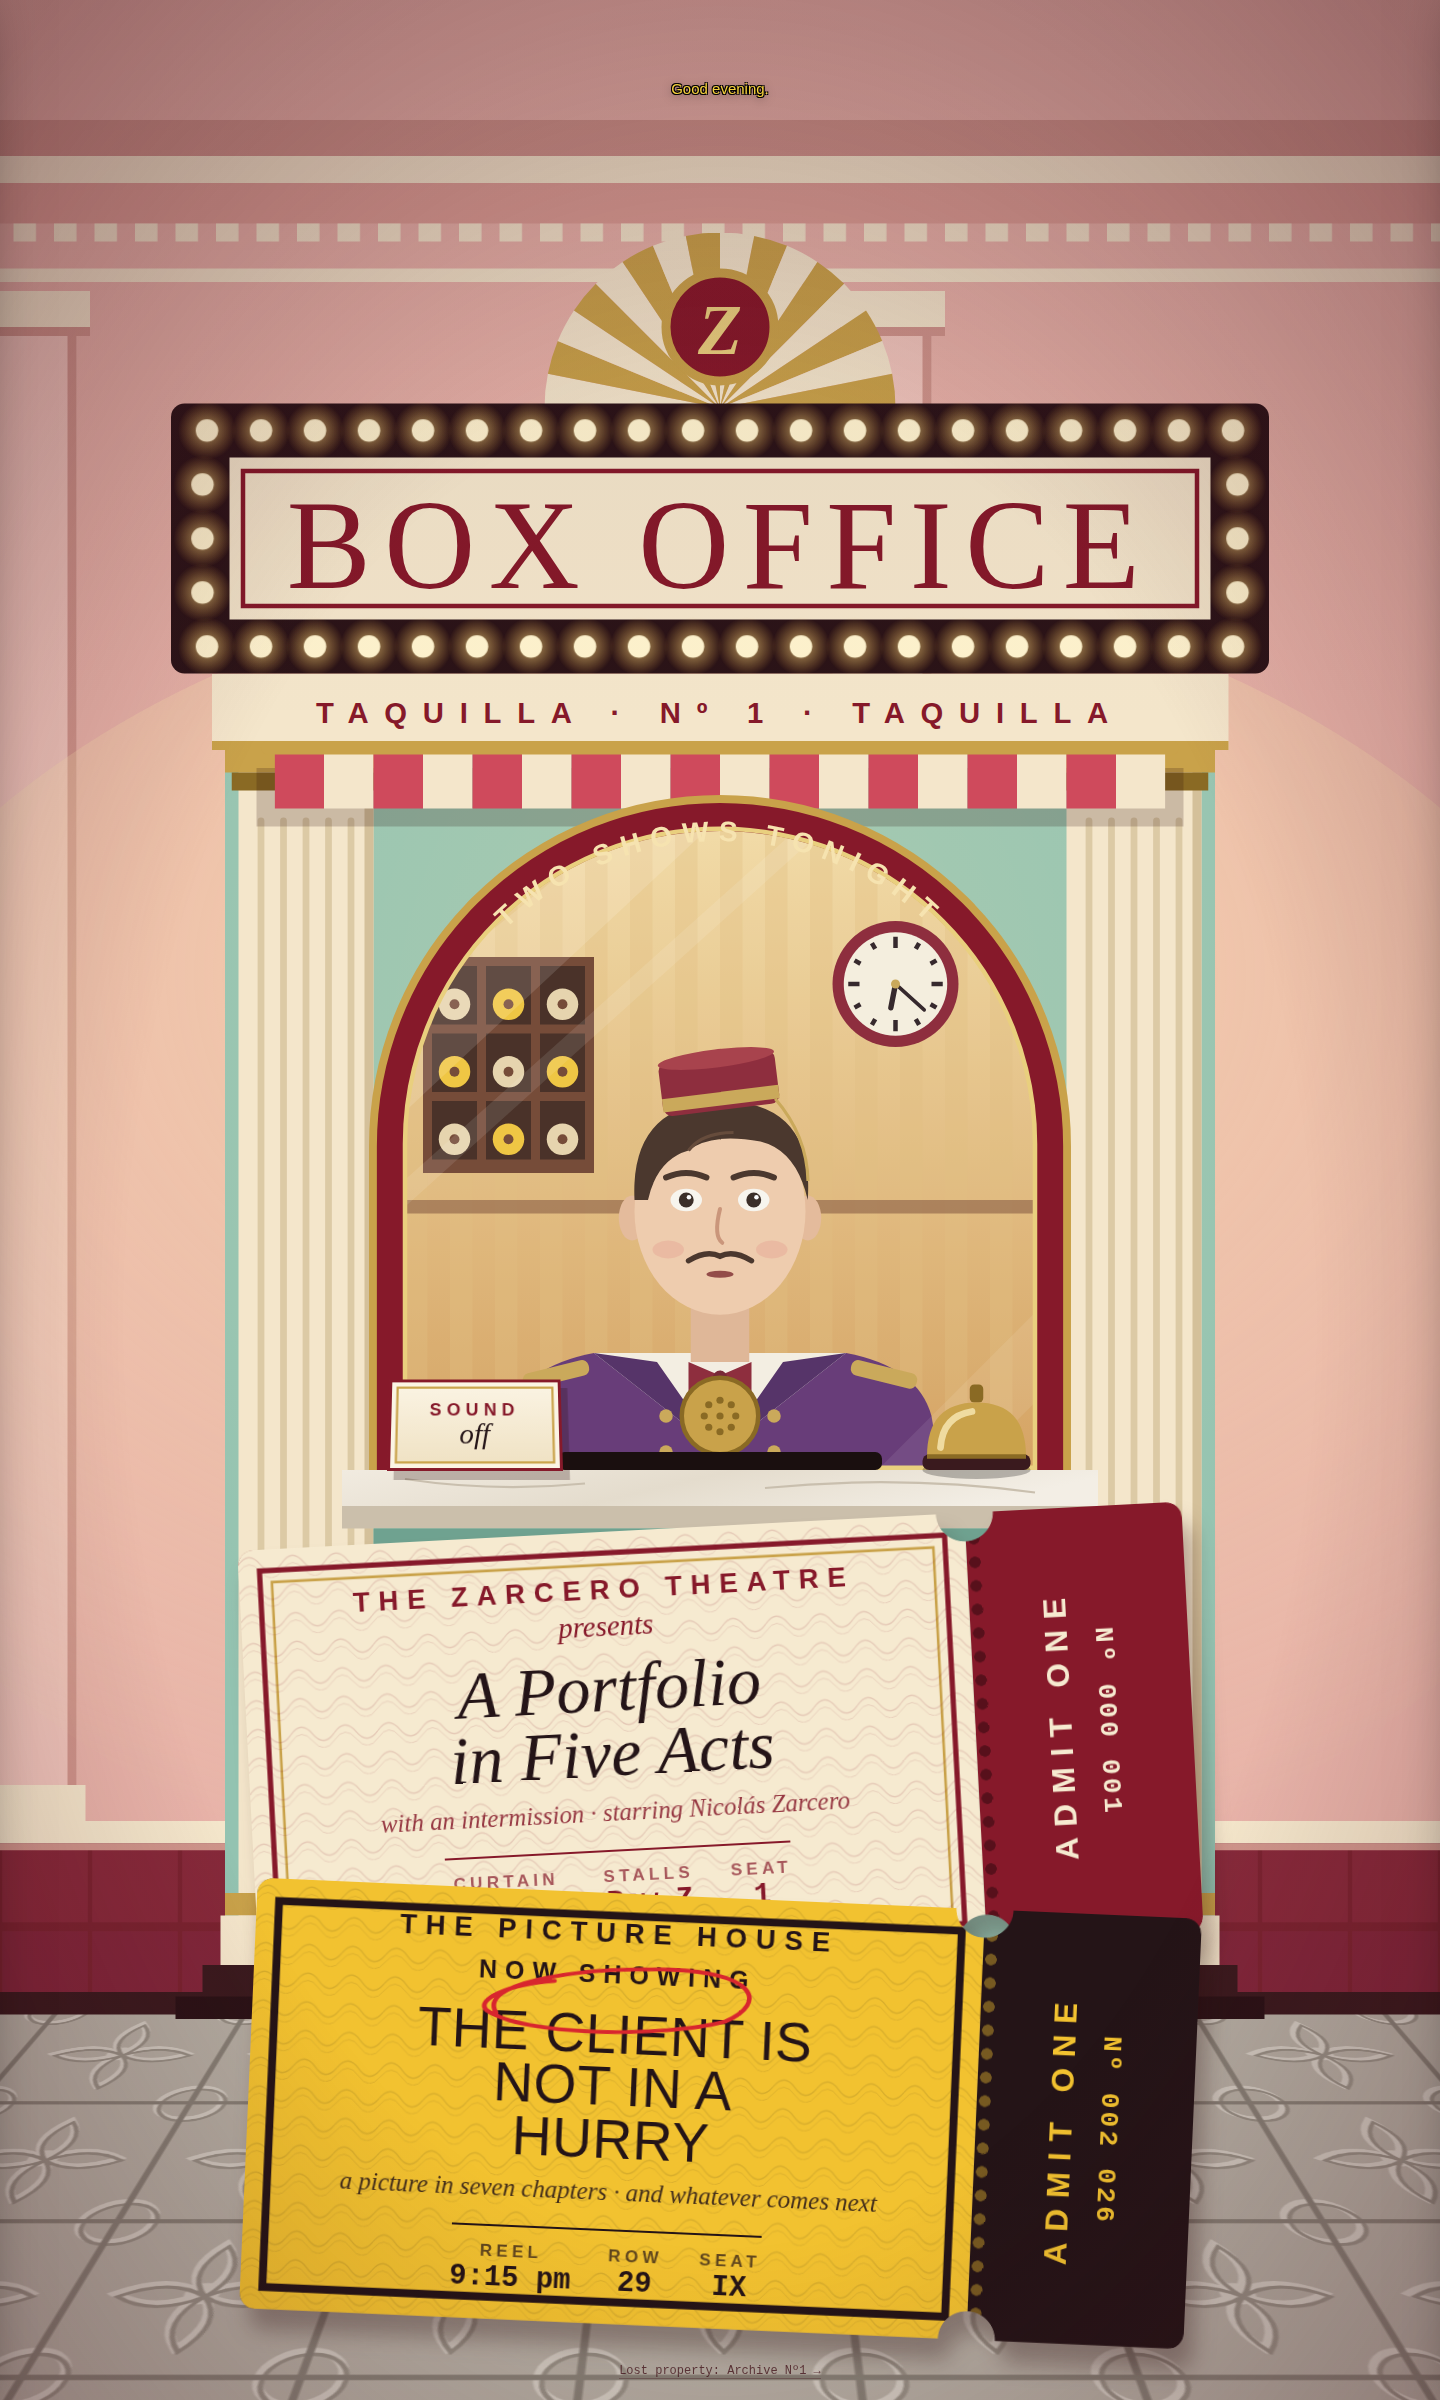 Good evening.
Z
BOX OFFICE
TAQUILLA · Nº 1 · TAQUILLA
TWO SHOWS TONIGHT
SOUND
off
THE ZARCERO THEATRE
presents
A Portfolio
in Five Acts
with an intermission · starring Nicolás Zarcero
CURTAIN STALLS SEAT
Z 1
ADMIT ONE
Nº 000 001
THE PICTURE HOUSE
NOW SHOWING
THE CLIENT IS
NOT IN A
HURRY
a picture in seven chapters · and whatever comes next
REEL ROW SEAT
9:15 pm 29 IX
ADMIT ONE
Nº 002 026
Lost property: Archive Nº1 →